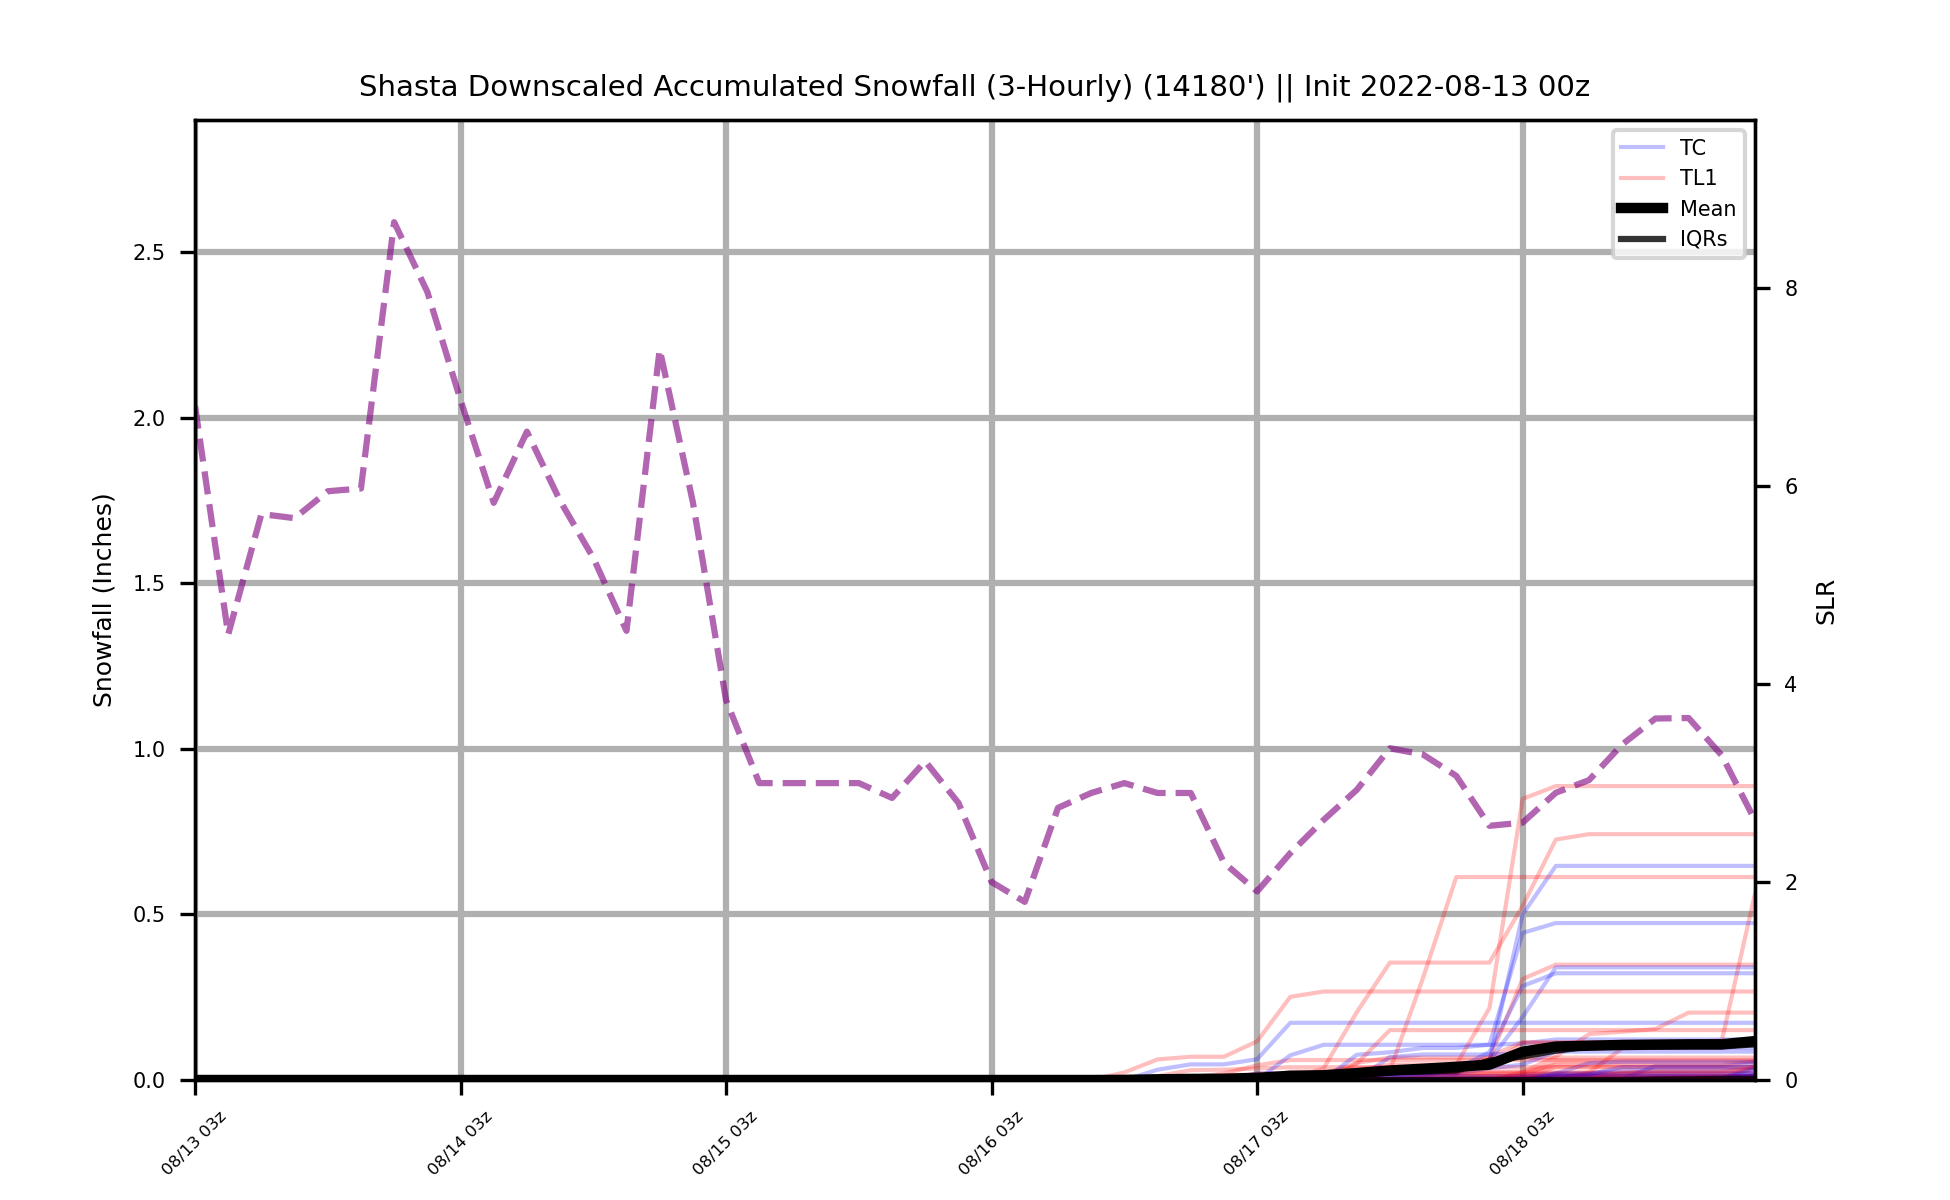 Shasta Downscaled Accumulated Snowfall (3-Hourly) (14180') || Init 2022-08-13 00z
TC
TL1
Mean
IQRs
Snowfall (Inches)
2.5
2.0
1.5
1.0
0.5
0.0
SLR
8
6
4
2
0
08/13 03z
08/14 03z
08/15 03z
08/16 03z
08/17 03z
08/18 03z